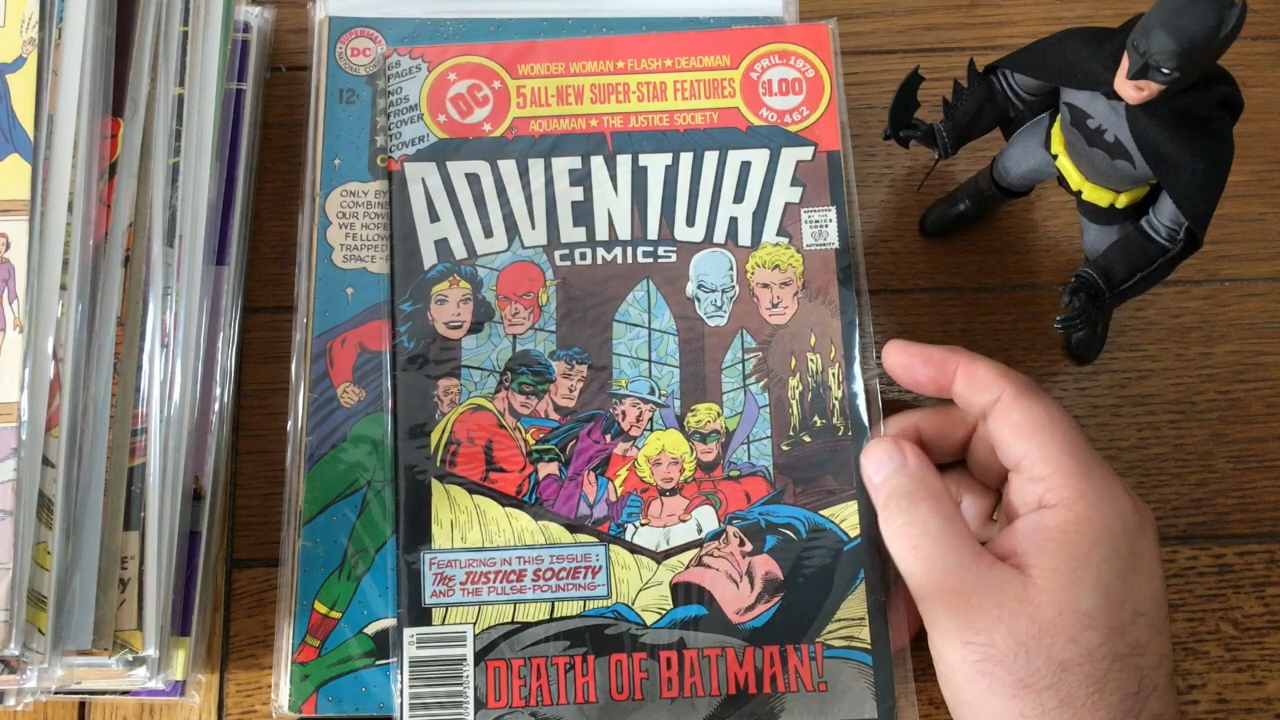 SUPERMAN
DC
NATIONAL
12¢
ONLY BY
COMBINE
OUR POW
WE HOPE
FELLOW
TRAPPED
SPACE-
68
PAGES
NO
ADS
FROM
COVER
TO
COVER!
DC
WONDER WOMAN ★ FLASH ★ DEADMAN
5 ALL-NEW SUPER-STAR FEATURES
AQUAMAN ★ THE JUSTICE SOCIETY
APRIL, 1979
$1.00
NO. 462
ADVENTURE
COMICS
APPROVED
BY THE
COMICS
CODE
AUTHORITY
FEATURING IN THIS ISSUE:
THE JUSTICE SOCIETY
AND THE PULSE-POUNDING--
04
DEATH OF BATMAN!